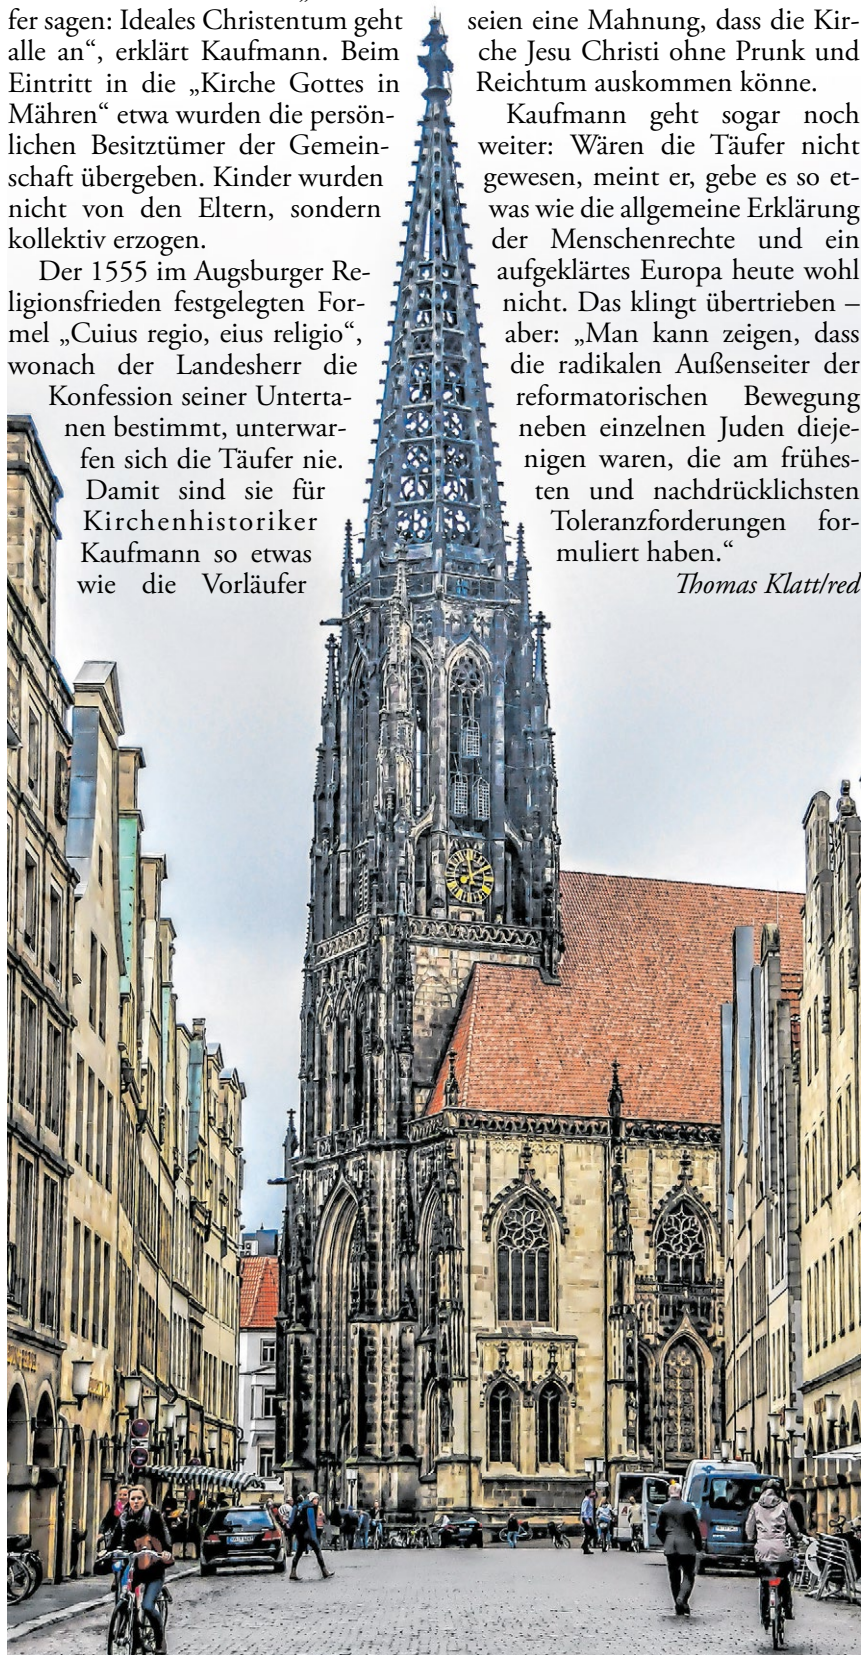 fer sagen: Ideales Christentum geht
alle an“, erklärt Kaufmann. Beim
Eintritt in die „Kirche Gottes in
Mähren“ etwa wurden die persön-
lichen Besitztümer der Gemein-
schaft übergeben. Kinder wurden
nicht von den Eltern, sondern
kollektiv erzogen.
Der 1555 im Augsburger Re-
ligionsfrieden festgelegten For-
mel „Cuius regio, eius religio“,
wonach der Landesherr die
Konfession seiner Unterta-
nen bestimmt, unterwar-
fen sich die Täufer nie.
Damit sind sie für
Kirchenhistoriker
Kaufmann so etwas
wie die Vorläufer
seien eine Mahnung, dass die Kir-
che Jesu Christi ohne Prunk und
Reichtum auskommen könne.
Kaufmann geht sogar noch
weiter: Wären die Täufer nicht
gewesen, meint er, gebe es so et-
was wie die allgemeine Erklärung
der Menschenrechte und ein
aufgeklärtes Europa heute wohl
nicht. Das klingt übertrieben –
aber: „Man kann zeigen, dass
die radikalen Außenseiter der
reformatorischen Bewegung
neben einzelnen Juden dieje-
nigen waren, die am frühes-
ten und nachdrücklichsten
Toleranzforderungen for-
muliert haben.“
Thomas Klatt/red